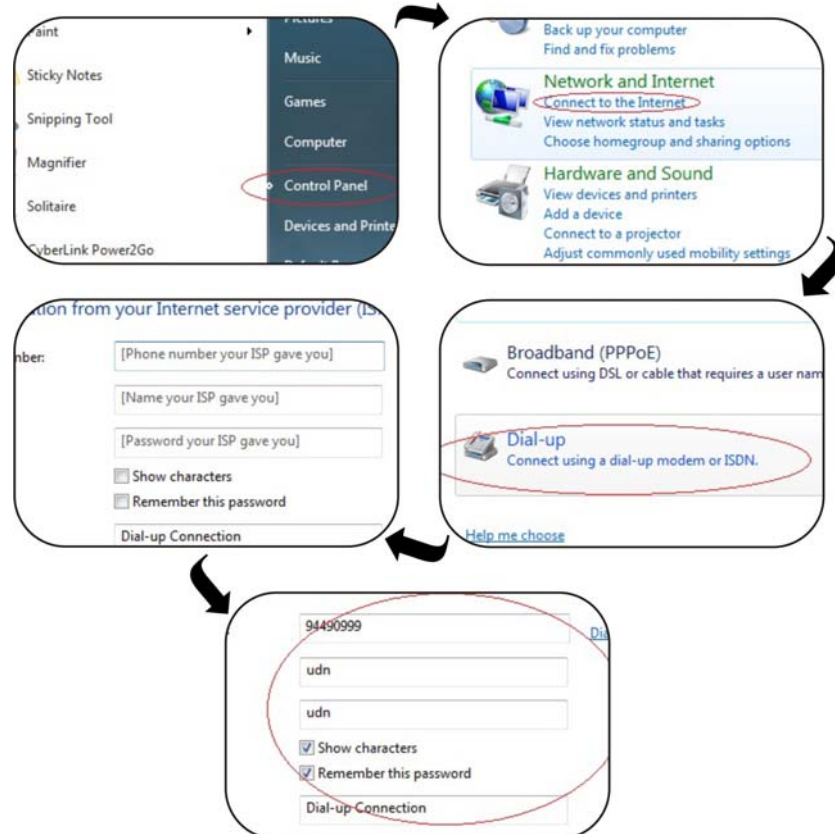 Paint
Sticky Notes
Snipping Tool
Magnifier
Solitaire
CyberLink Power2Go
Pictures
Music
Games
Computer
Control Panel
Devices and Printe
Back up your computer
Find and fix problems
Network and Internet
Connect to the Internet
View network status and tasks
Choose homegroup and sharing options
Hardware and Sound
View devices and printers
Add a device
Connect to a projector
Adjust commonly used mobility settings
Broadband (PPPoE)
Connect using DSL or cable that requires a user nam
Dial-up
Connect using a dial-up modem or ISDN.
Help me choose
tion from your Internet service provider (IS
mber:
[Phone number your ISP gave you]
[Name your ISP gave you]
[Password your ISP gave you]
Show characters
Remember this password
Dial-up Connection
94490999
Dia
udn
udn
Show characters
Remember this password
Dial-up Connection